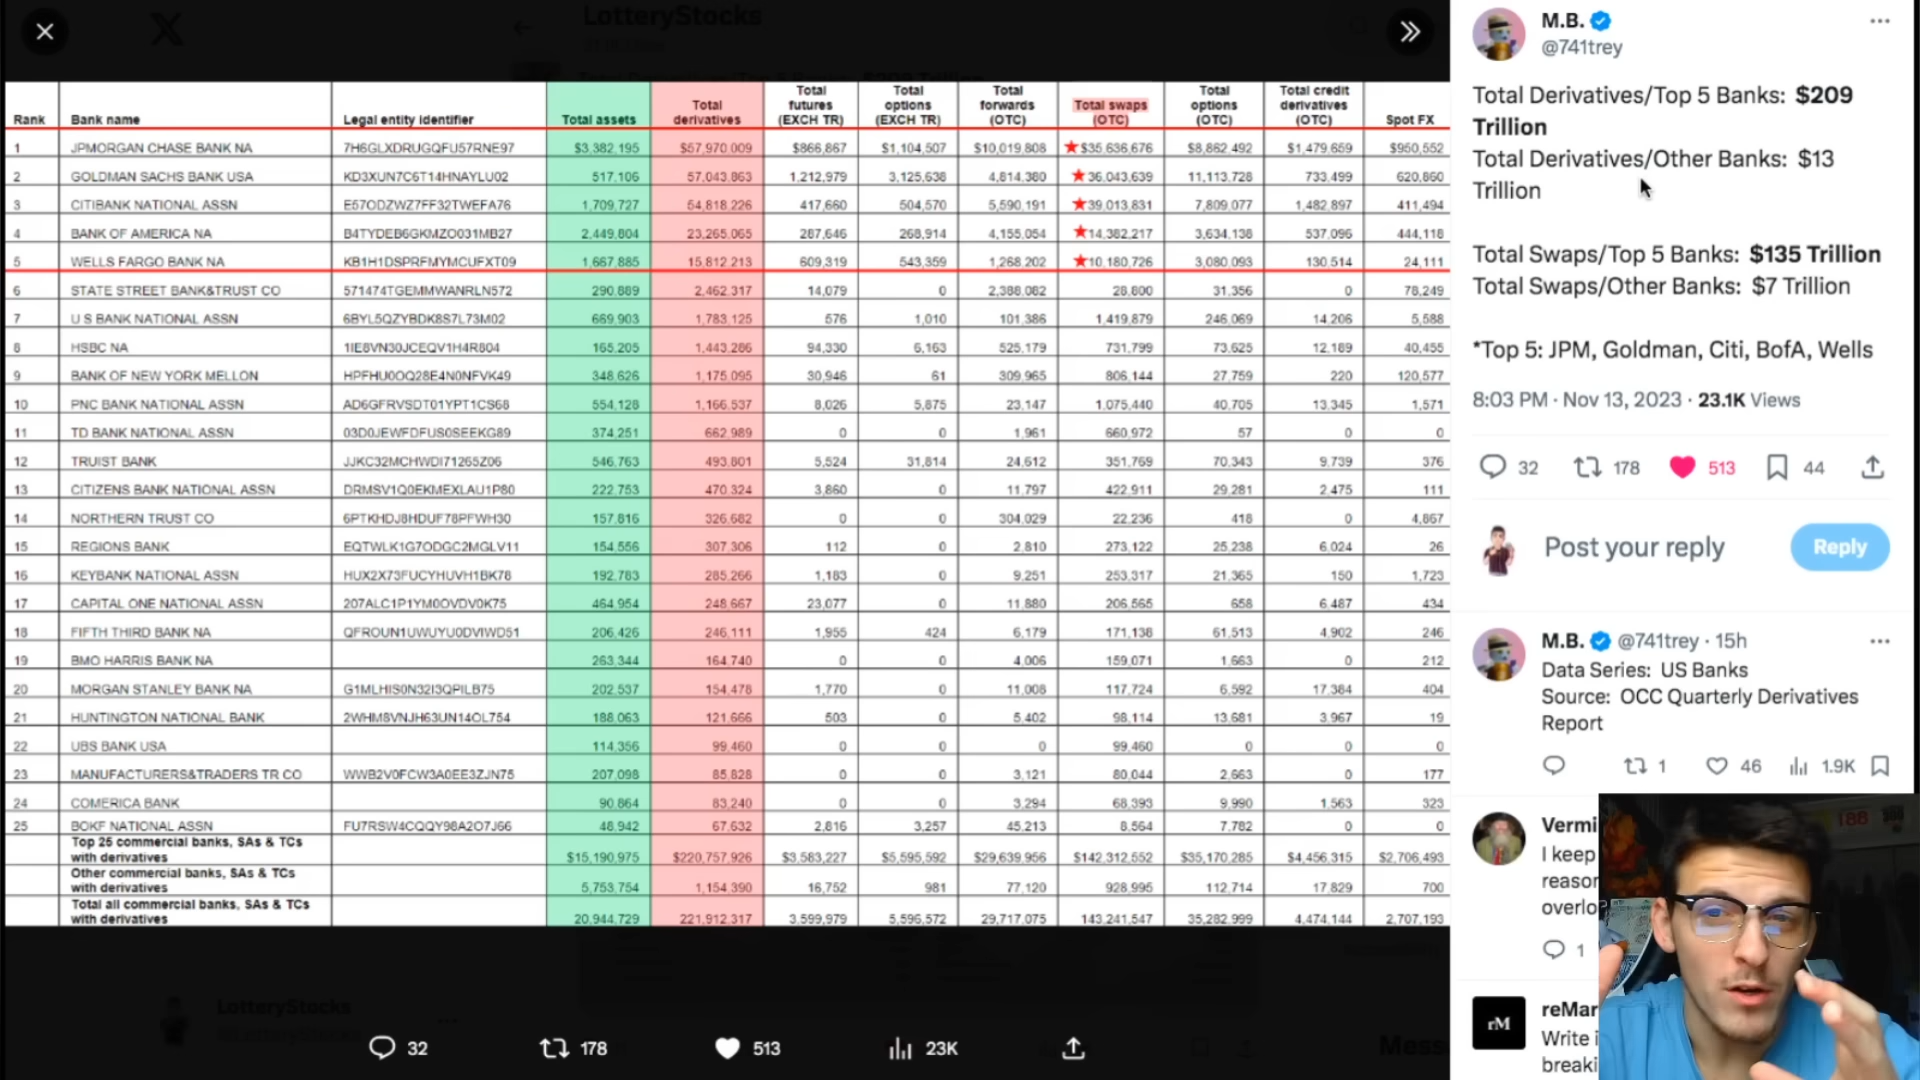 LotteryStocks
Rank Bank name Legal entity identifier Total assets Total derivatives Total futures (EXCH TR) Total options (EXCH TR) Total forwards (OTC) Total swaps (OTC) Total options (OTC) Total credit derivatives (OTC) Spot FX
1 JPMORGAN CHASE BANK NA 7H6GLXDRUGQFU57RNE97 $3,382,195 $57,970,009 $866,867 $1,104,507 $10,019,808 $35,636,676 $8,862,492 $1,479,659 $950,552
2 GOLDMAN SACHS BANK USA KD3XUN7C6T14HNAYLU02 517,106 57,043,863 1,212,979 3,125,638 4,814,380 36,043,639 11,113,728 733,499 620,860
3 CITIBANK NATIONAL ASSN E57ODZWZ7FF32TWEFA76 1,709,727 54,818,226 417,660 504,570 5,590,191 39,013,831 7,809,077 1,482,897 411,494
4 BANK OF AMERICA NA B4TYDEB6GKMZO031MB27 2,449,804 23,265,065 287,646 268,914 4,155,054 14,382,217 3,634,138 537,096 444,118
5 WELLS FARGO BANK NA KB1H1DSPRFMYMCUFXT09 1,667,885 15,812,213 609,319 543,359 1,268,202 10,180,726 3,080,093 130,514 24,111
6 STATE STREET BANK&TRUST CO 571474TGEMMWANRLN572 290,889 2,462,317 14,079 0 2,388,082 28,800 31,356 0 78,249
7 U S BANK NATIONAL ASSN 6BYL5QZYBDK8S7L73M02 669,903 1,783,125 576 1,010 101,386 1,419,879 246,069 14,206 5,588
8 HSBC NA 1IE8VN30JCEQV1H4R804 165,205 1,443,286 94,330 6,163 525,179 731,799 73,625 12,189 40,455
9 BANK OF NEW YORK MELLON HPFHU0OQ28E4N0NFVK49 348,626 1,175,095 30,946 61 309,965 806,144 27,759 220 120,577
10 PNC BANK NATIONAL ASSN AD6GFRVSDT01YPT1CS68 554,128 1,166,537 8,026 5,875 23,147 1,075,440 40,705 13,345 1,571
11 TD BANK NATIONAL ASSN 03D0JEWFDFUS0SEEKG89 374,251 662,989 0 0 1,961 660,972 57 0 0
12 TRUIST BANK JJKC32MCHWDI71265Z06 546,763 493,801 5,524 31,814 24,612 351,769 70,343 9,739 376
13 CITIZENS BANK NATIONAL ASSN DRMSV1Q0EKMEXLAU1P80 222,753 470,324 3,860 0 11,797 422,911 29,281 2,475 111
14 NORTHERN TRUST CO 6PTKHDJ8HDUF78PFWH30 157,816 326,682 0 0 304,029 22,236 418 0 4,867
15 REGIONS BANK EQTWLK1G7ODGC2MGLV11 154,556 307,306 112 0 2,810 273,122 25,238 6,024 26
16 KEYBANK NATIONAL ASSN HUX2X73FUCYHUVH1BK78 192,783 285,266 1,183 0 9,251 253,317 21,365 150 1,723
17 CAPITAL ONE NATIONAL ASSN 207ALC1P1YM0OVDV0K75 464,954 248,667 23,077 0 11,880 206,565 658 6,487 434
18 FIFTH THIRD BANK NA QFROUN1UWUYU0DVIWD51 206,426 246,111 1,955 424 6,179 171,138 61,513 4,902 246
19 BMO HARRIS BANK NA 263,344 164,740 0 0 4,006 159,071 1,663 0 212
20 MORGAN STANLEY BANK NA G1MLHIS0N32I3QPILB75 202,537 154,478 1,770 0 11,008 117,724 6,592 17,384 404
21 HUNTINGTON NATIONAL BANK 2WHM8VNJH63UN14OL754 188,063 121,666 503 0 5,402 98,114 13,681 3,967 19
22 UBS BANK USA 114,356 99,460 0 0 0 99,460 0 0 0
23 MANUFACTURERS&TRADERS TR CO WWB2V0FCW3A0EE3ZJN75 207,098 85,828 0 0 3,121 80,044 2,663 0 177
24 COMERICA BANK 90,864 83,240 0 0 3,294 68,393 9,990 1,563 323
25 BOKF NATIONAL ASSN FU7RSW4CQQY98A2O7J66 48,942 67,632 2,816 3,257 45,213 8,564 7,782 0 0
Top 25 commercial banks, SAs & TCs with derivatives $15,190,975 $220,757,926 $3,583,227 $5,595,592 $29,639,956 $142,312,552 $35,170,285 $4,456,315 $2,706,493
Other commercial banks, SAs & TCs with derivatives 5,753,754 1,154,390 16,752 981 77,120 928,995 112,714 17,829 700
Total all commercial banks, SAs & TCs with derivatives 20,944,729 221,912,317 3,599,979 5,596,572 29,717,075 143,241,547 35,282,999 4,474,144 2,707,193
LotteryStocks
32 178 513 23K
M.B.
@741trey
Total Derivatives/Top 5 Banks: $209
Trillion
Total Derivatives/Other Banks: $13
Trillion
Total Swaps/Top 5 Banks: $135 Trillion
Total Swaps/Other Banks: $7 Trillion
*Top 5: JPM, Goldman, Citi, BofA, Wells
8:03 PM · Nov 13, 2023 · 23.1K Views
32 178 513 44
Post your reply
Reply
M.B. @741trey · 15h
Data Series: US Banks
Source: OCC Quarterly Derivatives
Report
1 46 1.9K
Vermi
I keep
reason
overlo
1
rM
reMar
Write i
breaki
188